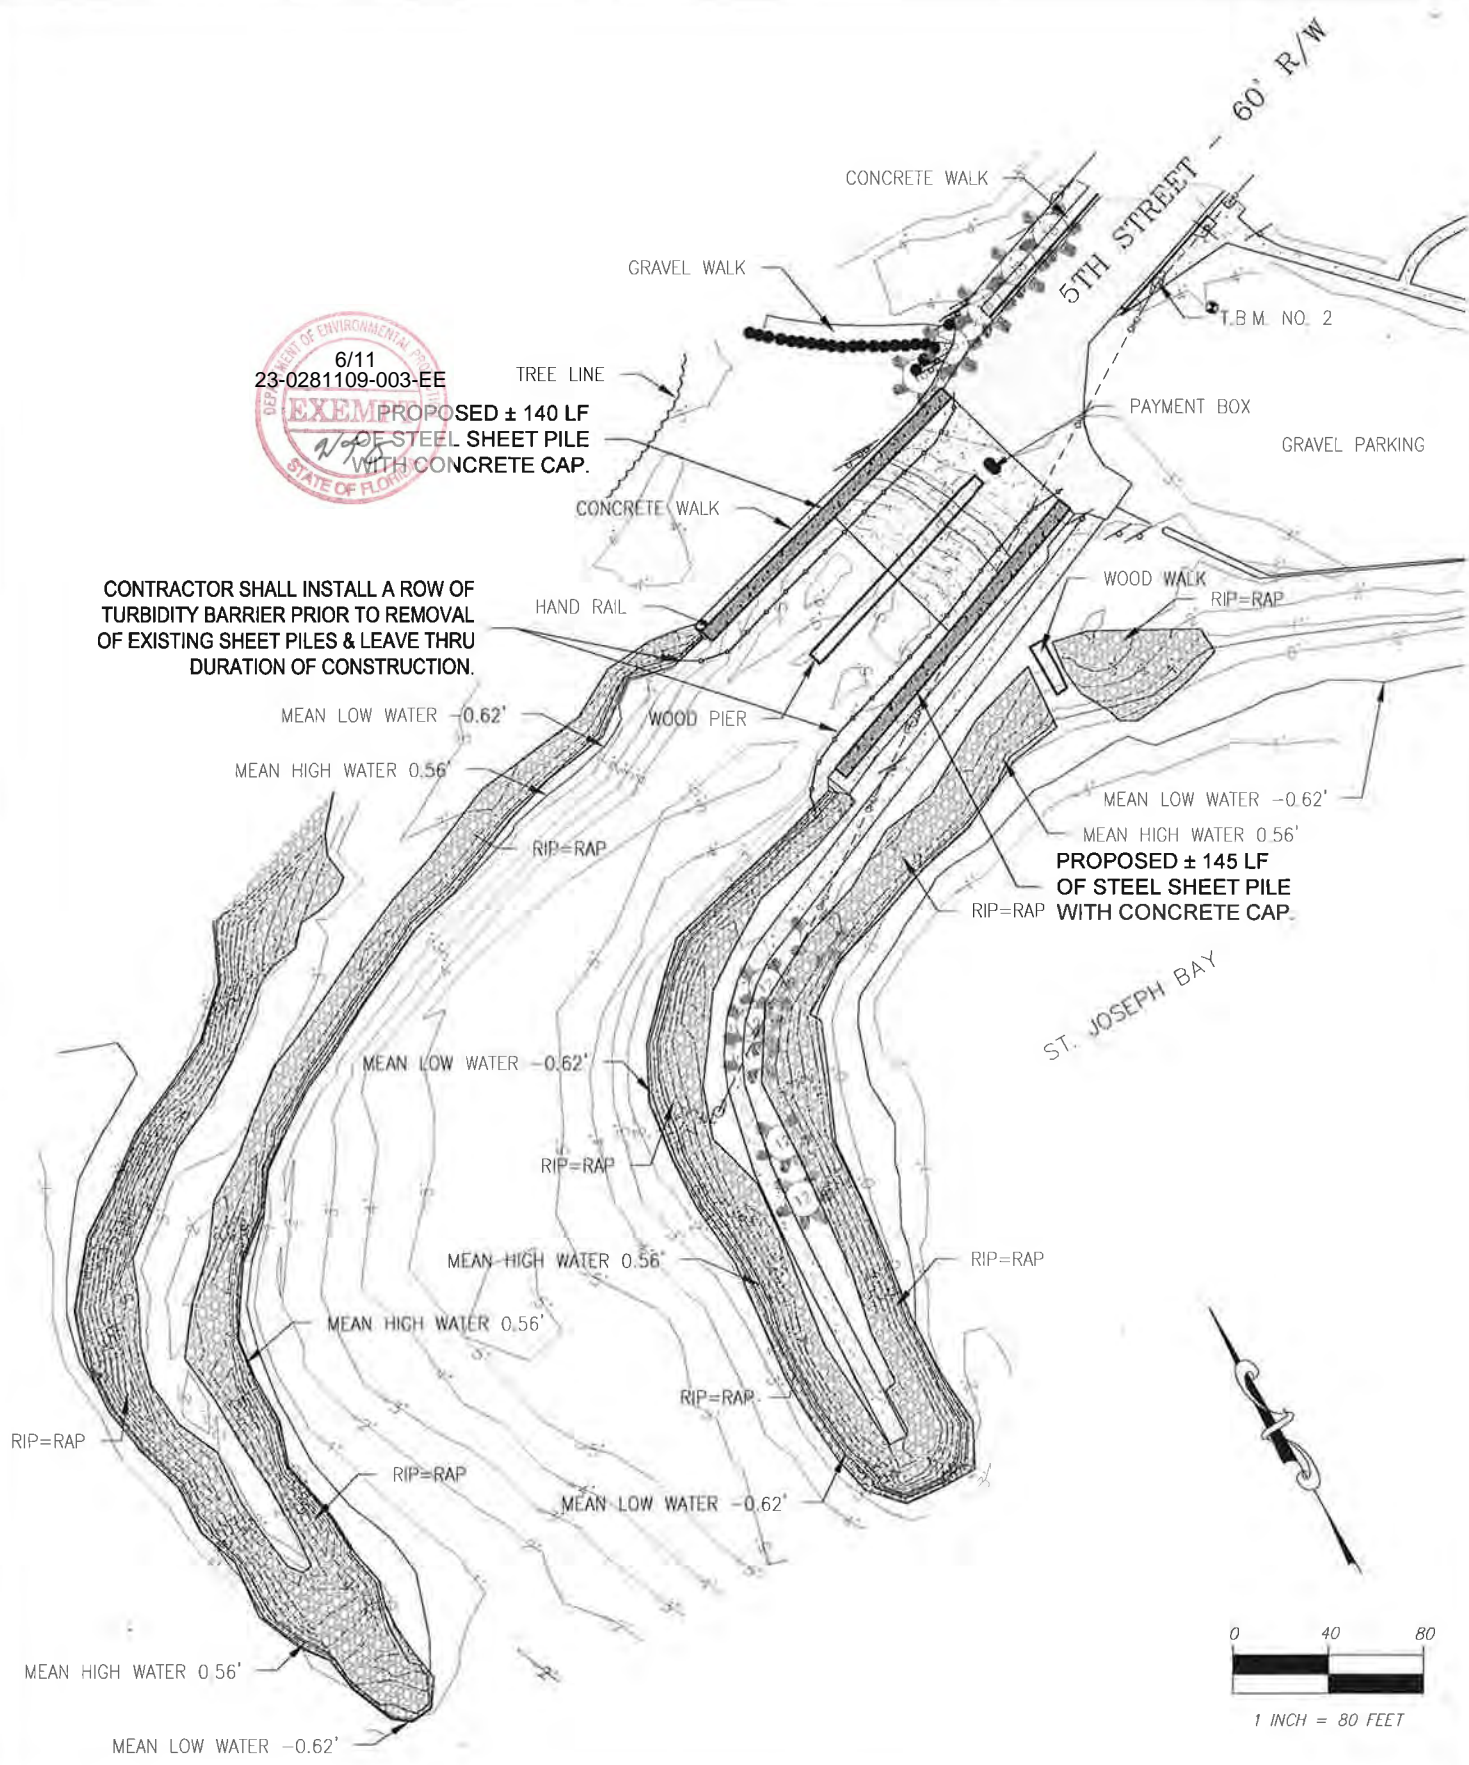 5TH STREET - 60' R/W
CONCRETE WALK
GRAVEL WALK
T.B.M. NO. 2
DEPARTMENT OF ENVIRONMENTAL
6/11
23-0281109-003-EE
EXEMPT
STATE OF FLORIDA
TREE LINE
PROPOSED ± 140 LF
OF STEEL SHEET PILE
WITH CONCRETE CAP.
PAYMENT BOX
GRAVEL PARKING
CONCRETE WALK
CONTRACTOR SHALL INSTALL A ROW OF
TURBIDITY BARRIER PRIOR TO REMOVAL
OF EXISTING SHEET PILES & LEAVE THRU
DURATION OF CONSTRUCTION.
HAND RAIL
WOOD WALK
RIP=RAP
MEAN LOW WATER -0.62'
WOOD PIER
MEAN HIGH WATER 0.56'
MEAN LOW WATER -0.62'
MEAN HIGH WATER 0.56'
RIP=RAP
PROPOSED ± 145 LF
OF STEEL SHEET PILE
WITH CONCRETE CAP.
RIP=RAP
ST. JOSEPH BAY
MEAN LOW WATER -0.62'
RIP=RAP
MEAN HIGH WATER 0.56'
RIP=RAP
MEAN HIGH WATER 0.56'
RIP=RAP
RIP=RAP
RIP=RAP
MEAN LOW WATER -0.62'
MEAN HIGH WATER 0.56'
MEAN LOW WATER -0.62'
0 40 80
1 INCH = 80 FEET